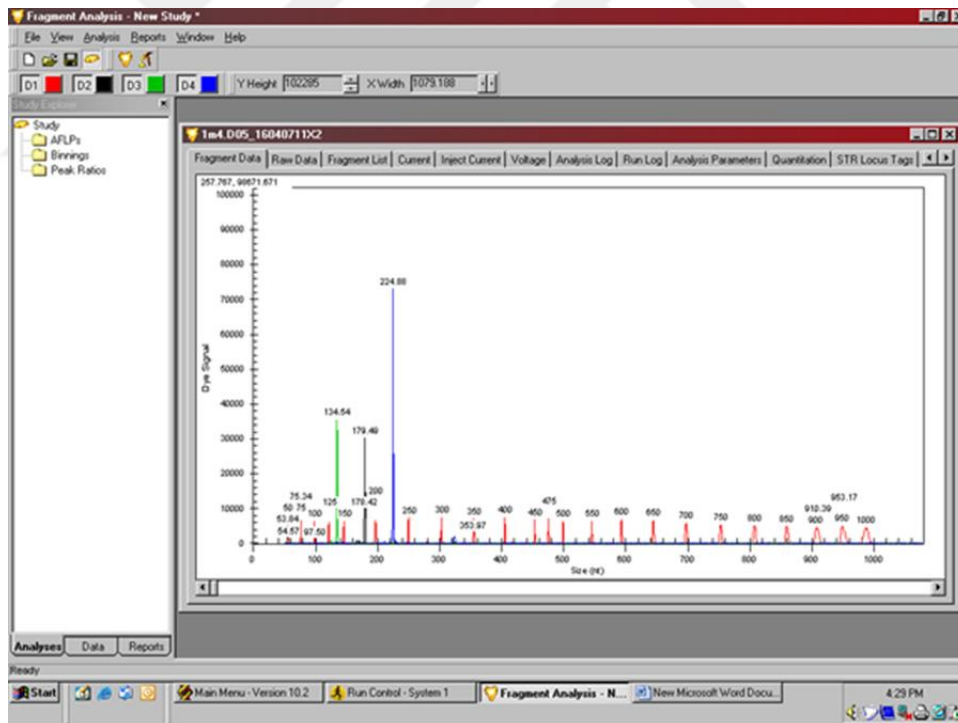 Fragment Analysis - New Study *
File View Analysis Reports Window Help
D1 D2 D3 D4 Y Height 102285 X Width 1079.188
Study Explorer
Study
AFLPs
Binnings
Peak Ratios
1m4.D05_16040711X2
Fragment Data Raw Data Fragment List Current Inject Current Voltage Analysis Log Run Log Analysis Parameters Quantitation STR Locus Tags
257.767, 98671.671
100000
90000
80000
70000
60000
50000
40000
30000
20000
10000
0
Dye Signal
224.88
134.54
179.49
200
75.34
50 75
53.84
54.57
100
97.50
125
150
178.42
250
300
350
353.97
400
450
475
500
550
600
650
700
750
800
850
910.39
900
953.17
950
1000
0 100 200 300 400 500 600 700 800 900 1000
Size (nt)
Analyses Data Reports
Ready
Start Main Menu - Version 10.2 Run Control - System 1 Fragment Analysis - N... New Microsoft Word Docu... 4:29 PM